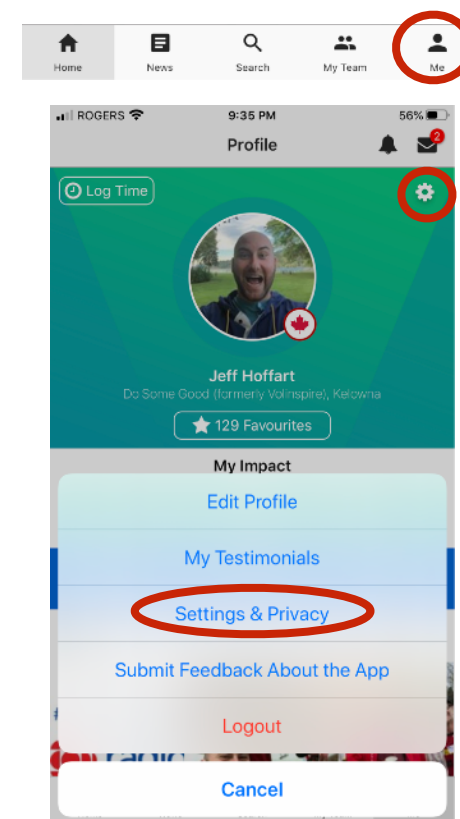 Home News Search My Team Me
ROGERS 9:35 PM 56%
Profile
2
Log Time
Jeff Hoffart
Do Some Good (formerly Volinspire), Kelowna
129 Favourites
My Impact
Edit Profile
My Testimonials
Settings & Privacy
Submit Feedback About the App
Logout
Cancel